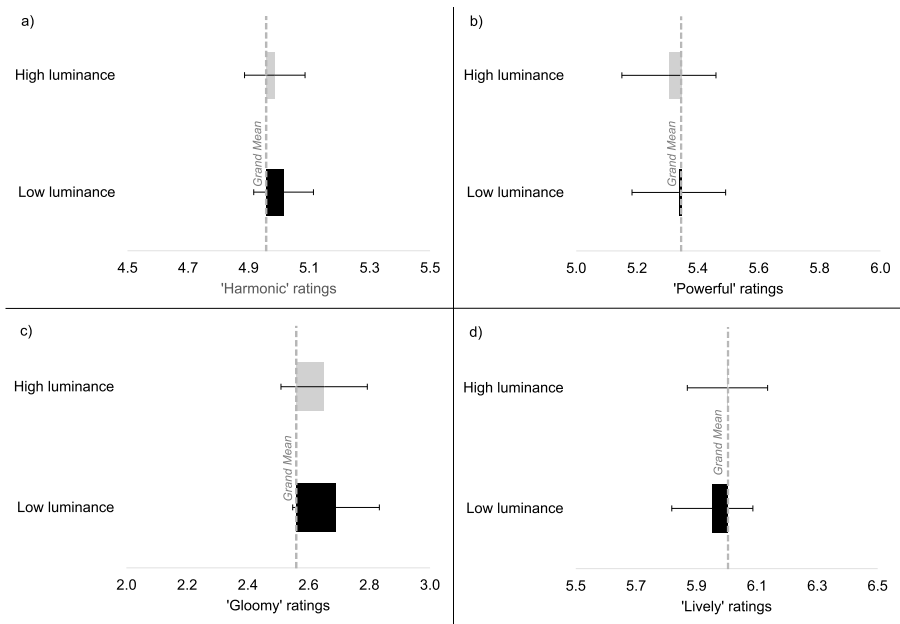 a)
High luminance
Grand Mean
Low luminance
4.5 4.7 4.9 5.1 5.3 5.5
'Harmonic' ratings
b)
High luminance
Grand Mean
Low luminance
5.0 5.2 5.4 5.6 5.8 6.0
'Powerful' ratings
c)
High luminance
Grand Mean
Low luminance
2.0 2.2 2.4 2.6 2.8 3.0
'Gloomy' ratings
d)
High luminance
Grand Mean
Low luminance
5.5 5.7 5.9 6.1 6.3 6.5
'Lively' ratings